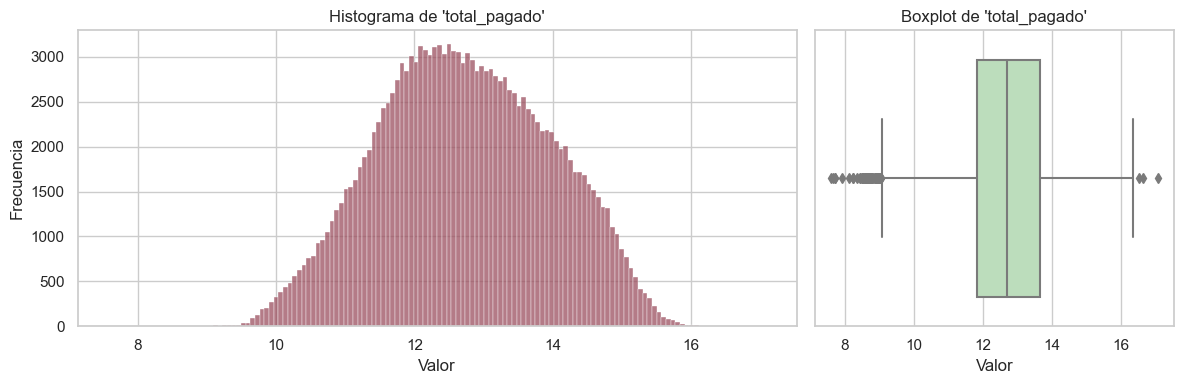 Histograma de 'total_pagado'
Frecuencia
3000
2500
2000
1500
1000
500
0
8 10 12 14 16
Valor
Boxplot de 'total_pagado'
8 10 12 14 16
Valor